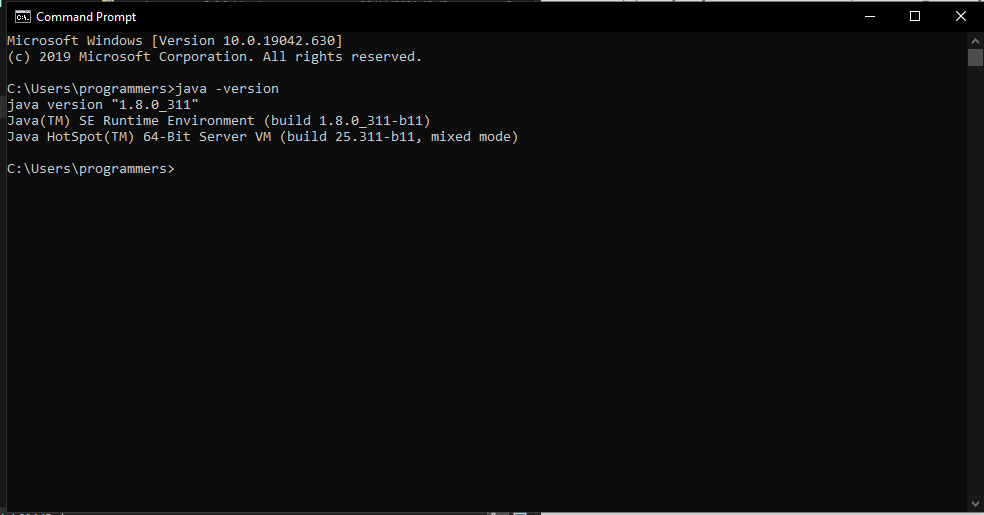 Command Prompt
Microsoft Windows [Version 10.0.19042.630]
(c) 2019 Microsoft Corporation. All rights reserved.
C:\Users\programmers>java -version
java version "1.8.0_311"
Java(TM) SE Runtime Environment (build 1.8.0_311-b11)
Java HotSpot(TM) 64-Bit Server VM (build 25.311-b11, mixed mode)
C:\Users\programmers>